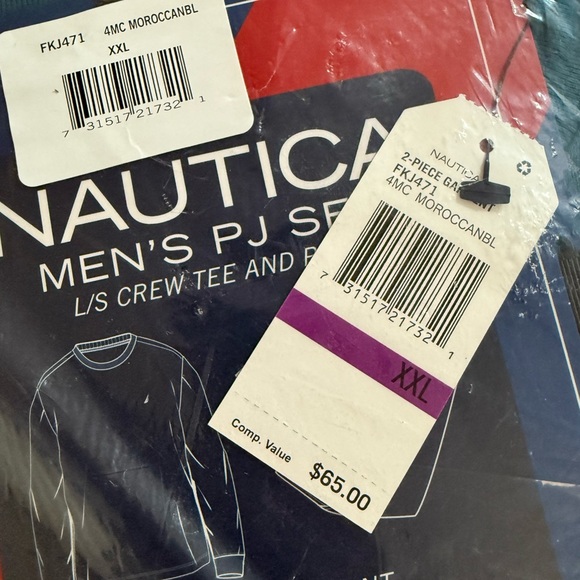 FKJ471 4MC MOROCCANBL
XXL
7 31517 21732 1
NAUTICA
MEN'S PJ
L/S CREW TEE AND
NAUTICA
2-PIECE
FKJ471
4MC MOROCCANBL
7 31517 21732 1
XXL
Comp. Value
$65.00